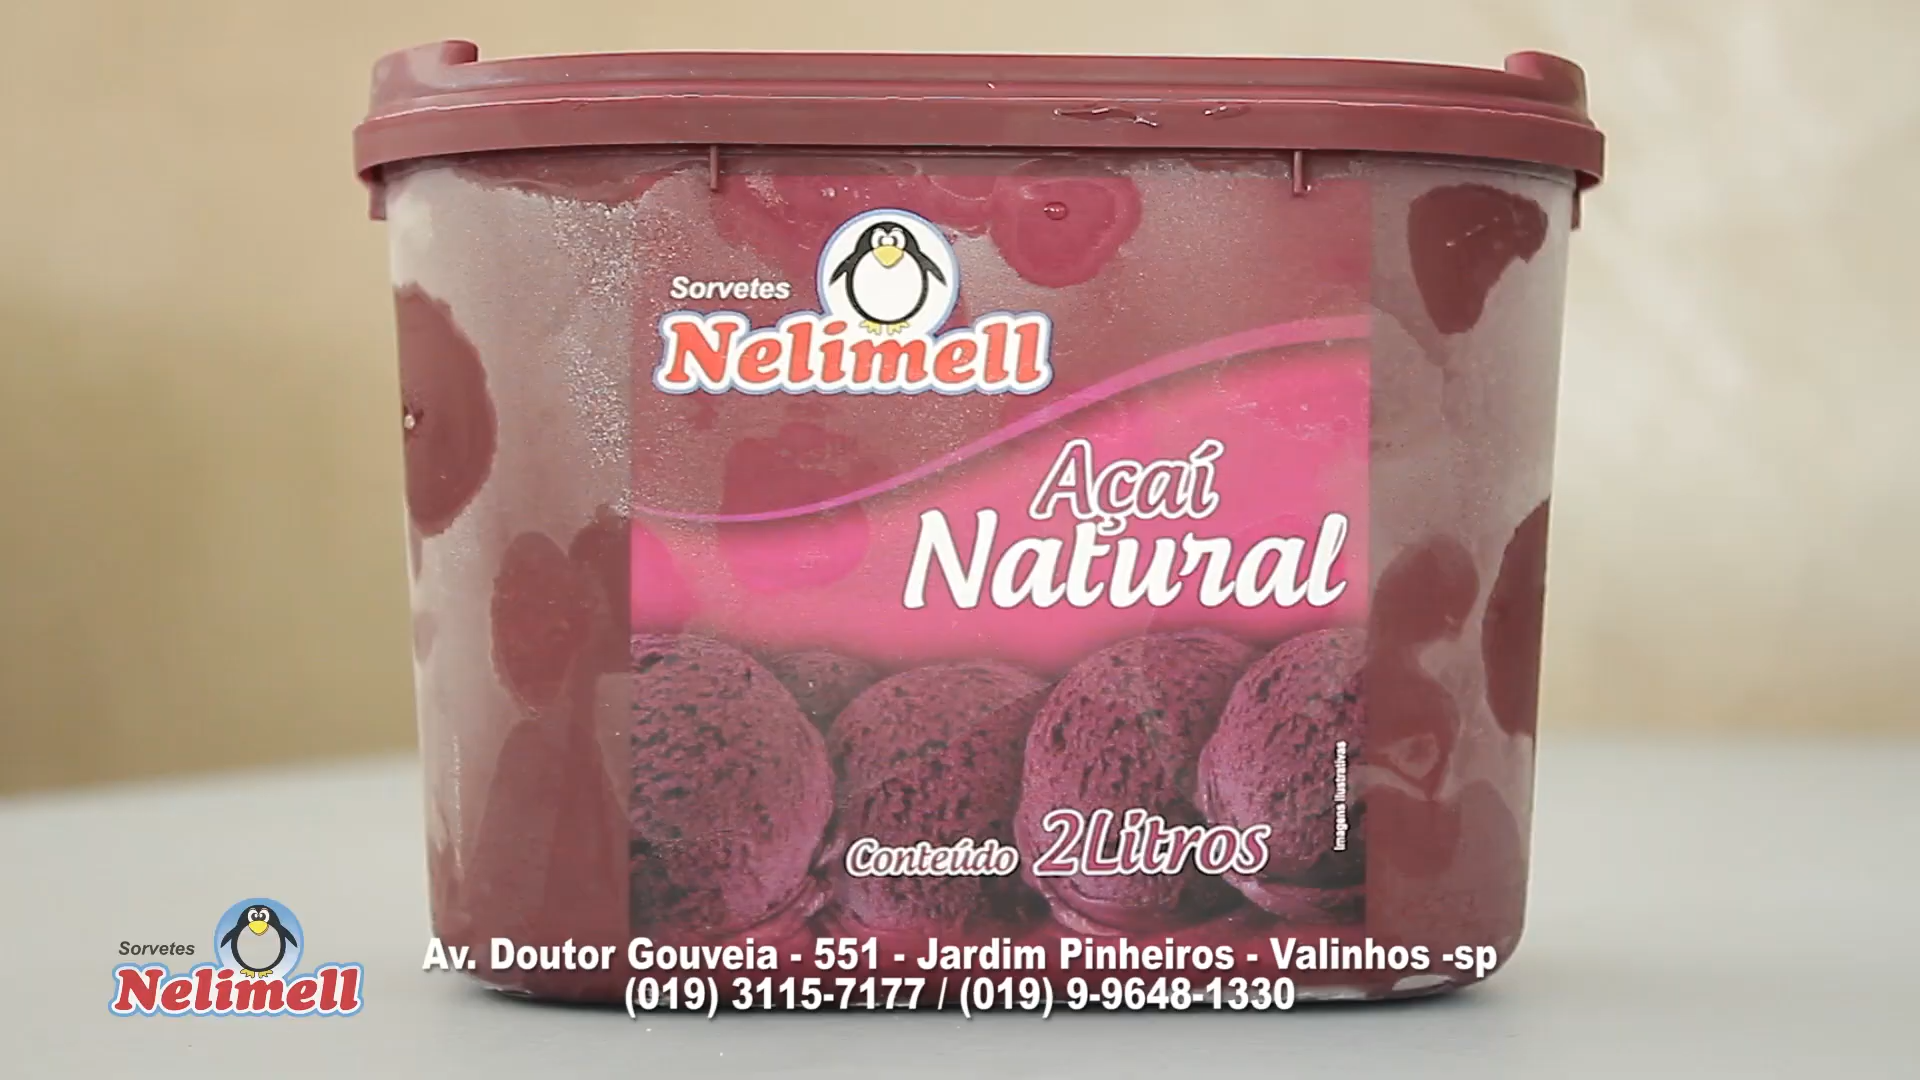 Sorvetes
Nelimell
Açaí
Natural
Imagens ilustrativas
Conteúdo 2Litros
Sorvetes
Nelimell
Av. Doutor Gouveia - 551 - Jardim Pinheiros - Valinhos -sp
(019) 3115-7177 / (019) 9-9648-1330